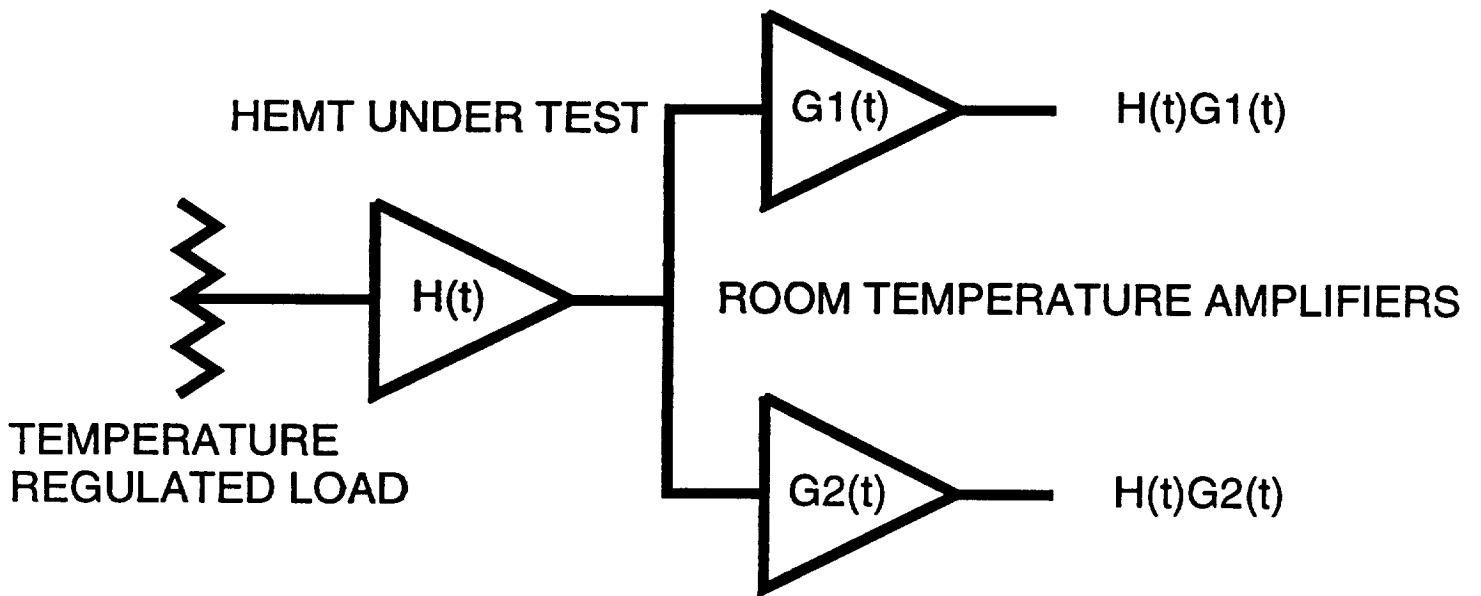 G1(t)
H(t)G1(t)
HEMT UNDER TEST
H(t)
ROOM TEMPERATURE AMPLIFIERS
TEMPERATURE
REGULATED LOAD
G2(t)
H(t)G2(t)